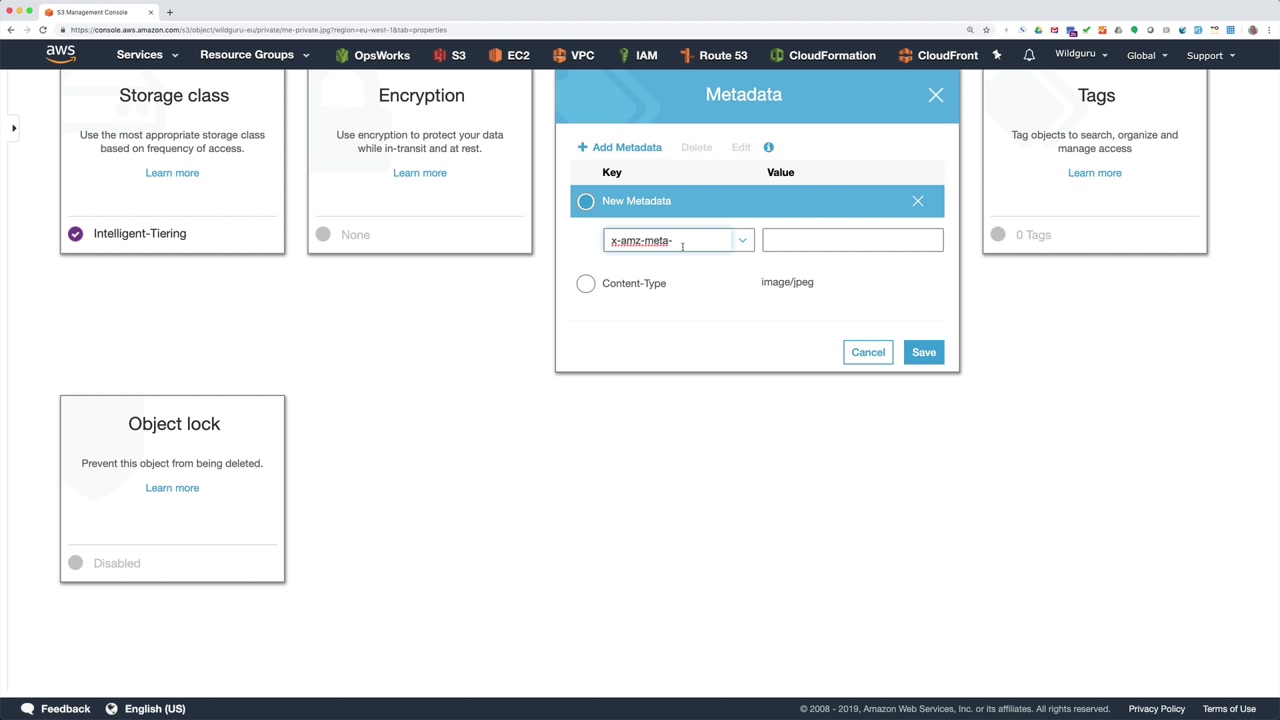 S3 Management Console
https://console.aws.amazon.com/s3/object/wildguru-eu/private/me-private.jpg?region=eu-west-1&tab=properties
aws Services Resource Groups OpsWorks S3 EC2 VPC IAM Route 53 CloudFormation CloudFront Wildguru Global Support
Storage class
Use the most appropriate storage class
based on frequency of access.
Learn more
Intelligent-Tiering
Encryption
Use encryption to protect your data
while in-transit and at rest.
Learn more
None
Metadata
+ Add Metadata Delete Edit
Key Value
New Metadata
x-amz-meta-
Content-Type image/jpeg
Cancel Save
Tags
Tag objects to search, organize and
manage access
Learn more
0 Tags
Object lock
Prevent this object from being deleted.
Learn more
Disabled
Feedback English (US) © 2008 - 2019, Amazon Web Services, Inc. or its affiliates. All rights reserved. Privacy Policy Terms of Use